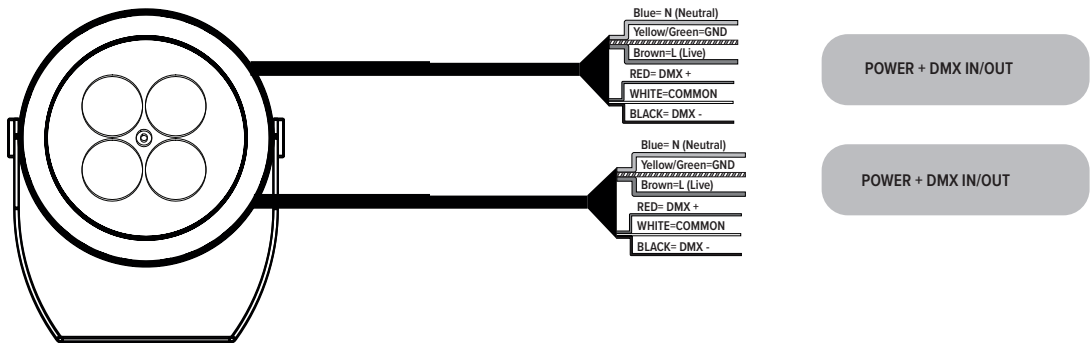 Blue= N (Neutral)
Yellow/Green=GND
Brown=L (Live)
RED= DMX +
WHITE=COMMON
BLACK= DMX -
POWER + DMX IN/OUT
Blue= N (Neutral)
Yellow/Green=GND
Brown=L (Live)
RED= DMX +
WHITE=COMMON
BLACK= DMX -
POWER + DMX IN/OUT